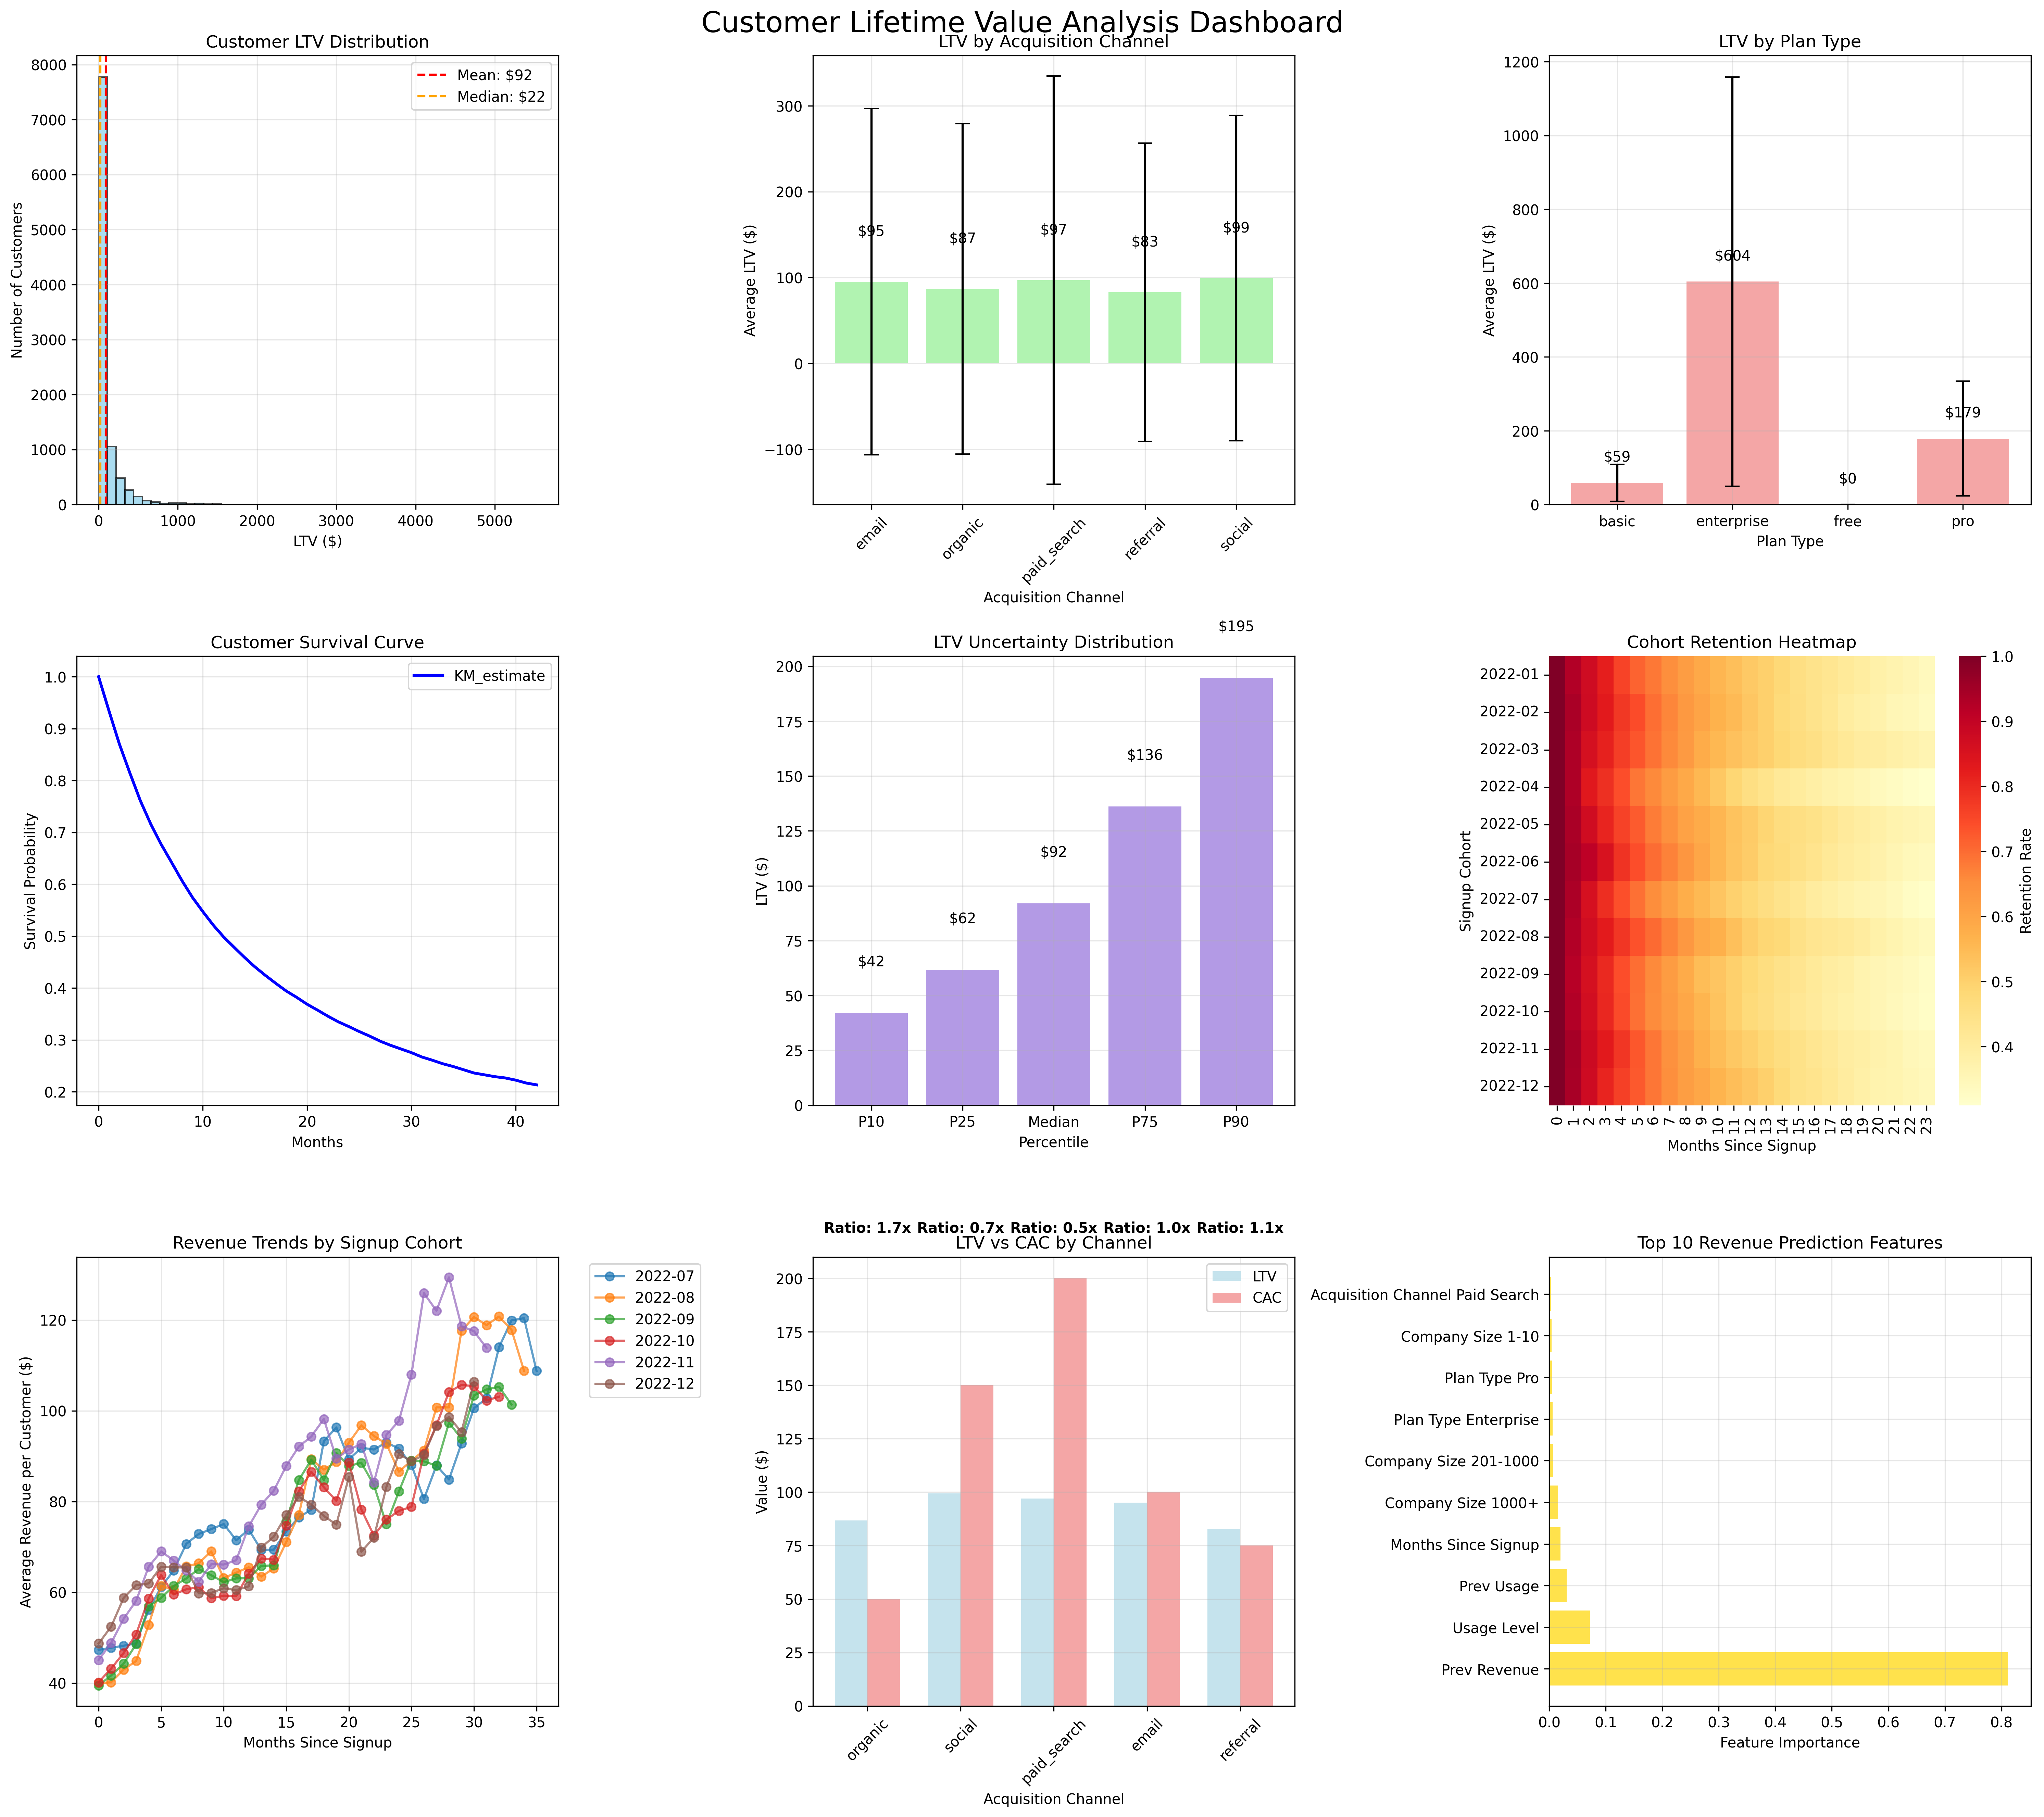 Customer Lifetime Value Analysis Dashboard
Customer LTV Distribution
8000
7000
6000
5000
4000
3000
2000
1000
0
Number of Customers
Mean: $92
Median: $22
0 1000 2000 3000 4000 5000
LTV ($)
LTV by Acquisition Channel
300
200
100
0
−100
Average LTV ($)
$95 $87 $97 $83 $99
email organic paid_search referral social
Acquisition Channel
LTV by Plan Type
1200
1000
800
600
400
200
0
Average LTV ($)
$59 $604 $0 $179
basic enterprise free pro
Plan Type
Customer Survival Curve
1.0
0.9
0.8
0.7
0.6
0.5
0.4
0.3
0.2
Survival Probability
KM_estimate
0 10 20 30 40
Months
LTV Uncertainty Distribution
200
175
150
125
100
75
50
25
0
LTV ($)
$42 $62 $92 $136 $195
P10 P25 Median P75 P90
Percentile
Cohort Retention Heatmap
Signup Cohort
2022-01
2022-02
2022-03
2022-04
2022-05
2022-06
2022-07
2022-08
2022-09
2022-10
2022-11
2022-12
0 1 2 3 4 5 6 7 8 9 10 11 12 13 14 15 16 17 18 19 20 21 22 23
Months Since Signup
1.0
0.9
0.8
0.7
0.6
0.5
0.4
Retention Rate
Revenue Trends by Signup Cohort
120
100
80
60
40
Average Revenue per Customer ($)
0 5 10 15 20 25 30 35
Months Since Signup
2022-07
2022-08
2022-09
2022-10
2022-11
2022-12
Ratio: 1.7x Ratio: 0.7x Ratio: 0.5x Ratio: 1.0x Ratio: 1.1x
LTV vs CAC by Channel
200
175
150
125
100
75
50
25
0
Value ($)
LTV
CAC
organic social paid_search email referral
Acquisition Channel
Top 10 Revenue Prediction Features
Acquisition Channel Paid Search
Company Size 1-10
Plan Type Pro
Plan Type Enterprise
Company Size 201-1000
Company Size 1000+
Months Since Signup
Prev Usage
Usage Level
Prev Revenue
0.0 0.1 0.2 0.3 0.4 0.5 0.6 0.7 0.8
Feature Importance